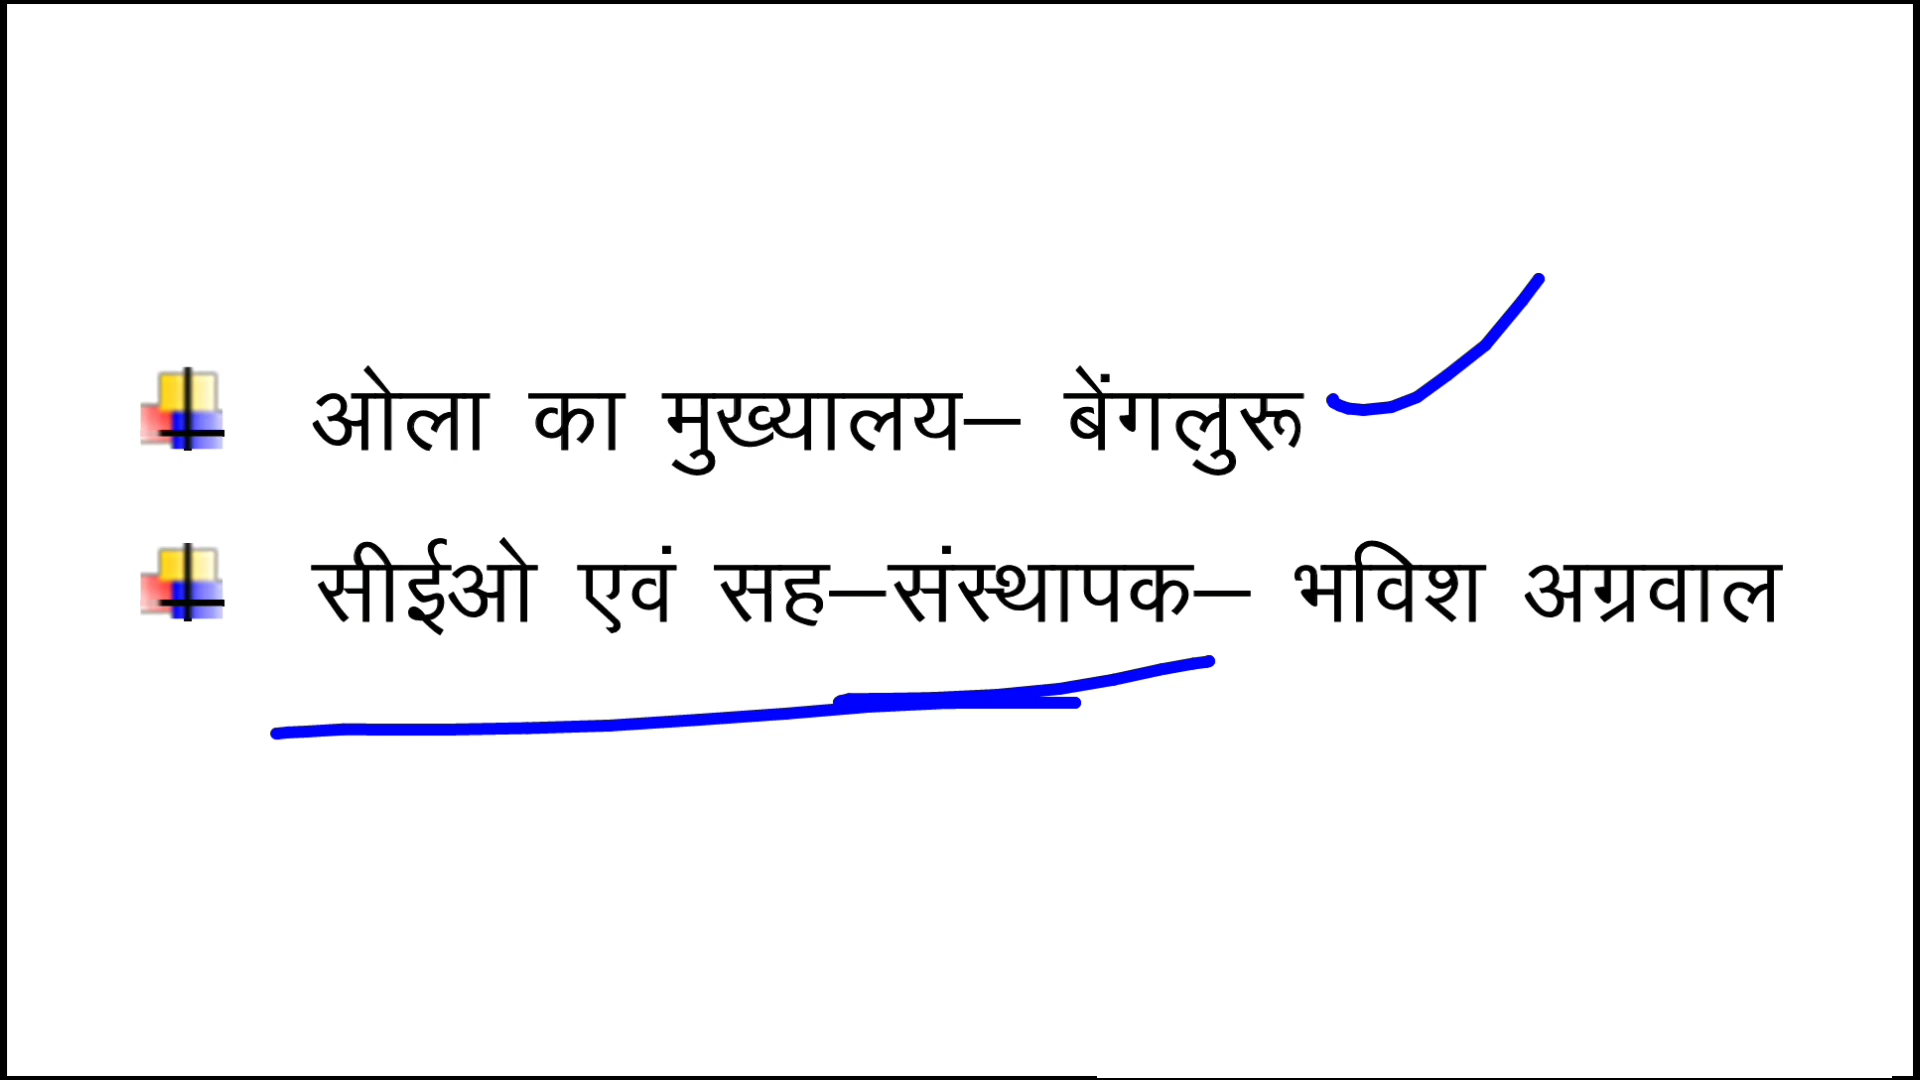 ओला का मुख्यालय– बेंगलुरू
सीईओ एवं सह–संस्थापक– भविश अग्रवाल